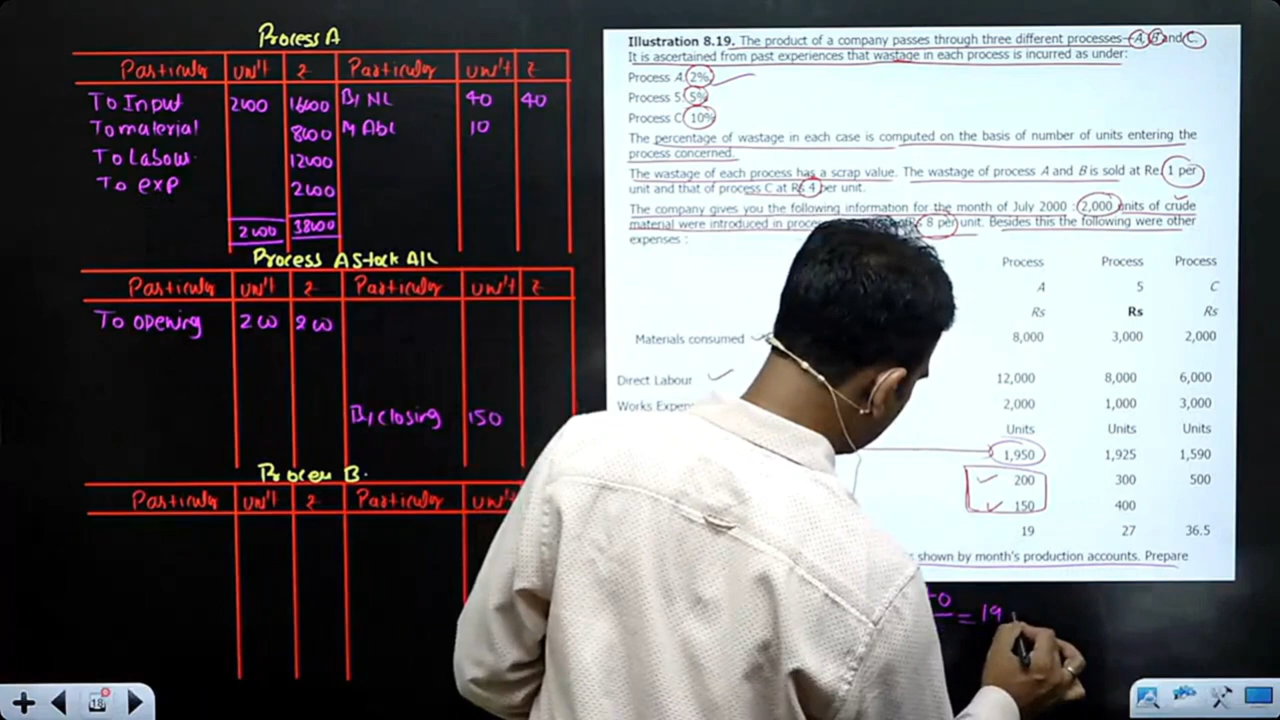 Process A
Particular Unit ₹ Particular Unit ₹
To Input 2000 16000 By NL 40 40
To material 8000 By AbL 10
To Labour 12000
To exp 2000
2000 38000
Process A Stock A/c
Particular Unit ₹ Particular Unit ₹
To opening 200
By closing 150
Process B.
Particular Unit ₹ Particular Unit
Illustration 8.19. The product of a company passes through three different processes—A, B and C.
It is ascertained from past experiences that wastage in each process is incurred as under:
Process A 2%
Process 5. 5%
Process C 10%
The percentage of wastage in each case is computed on the basis of number of units entering the
process concerned.
The wastage of each process has a scrap value. The wastage of process A and B is sold at Re. 1 per
unit and that of process C at Rs 4 per unit.
The company gives you the following information for the month of July 2000 : 2,000 units of crude
material were introduced in process 8 per unit. Besides this the following were other
expenses :
Process Process Process
A 5 C
Rs Rs Rs
Materials consumed 8,000 3,000 2,000
Direct Labour 12,000 8,000 6,000
Works Expen 2,000 1,000 3,000
Units Units Units
1,950 1,925 1,590
200 300 500
150 400
19 27 36.5
shown by month's production accounts. Prepare
= 19
18